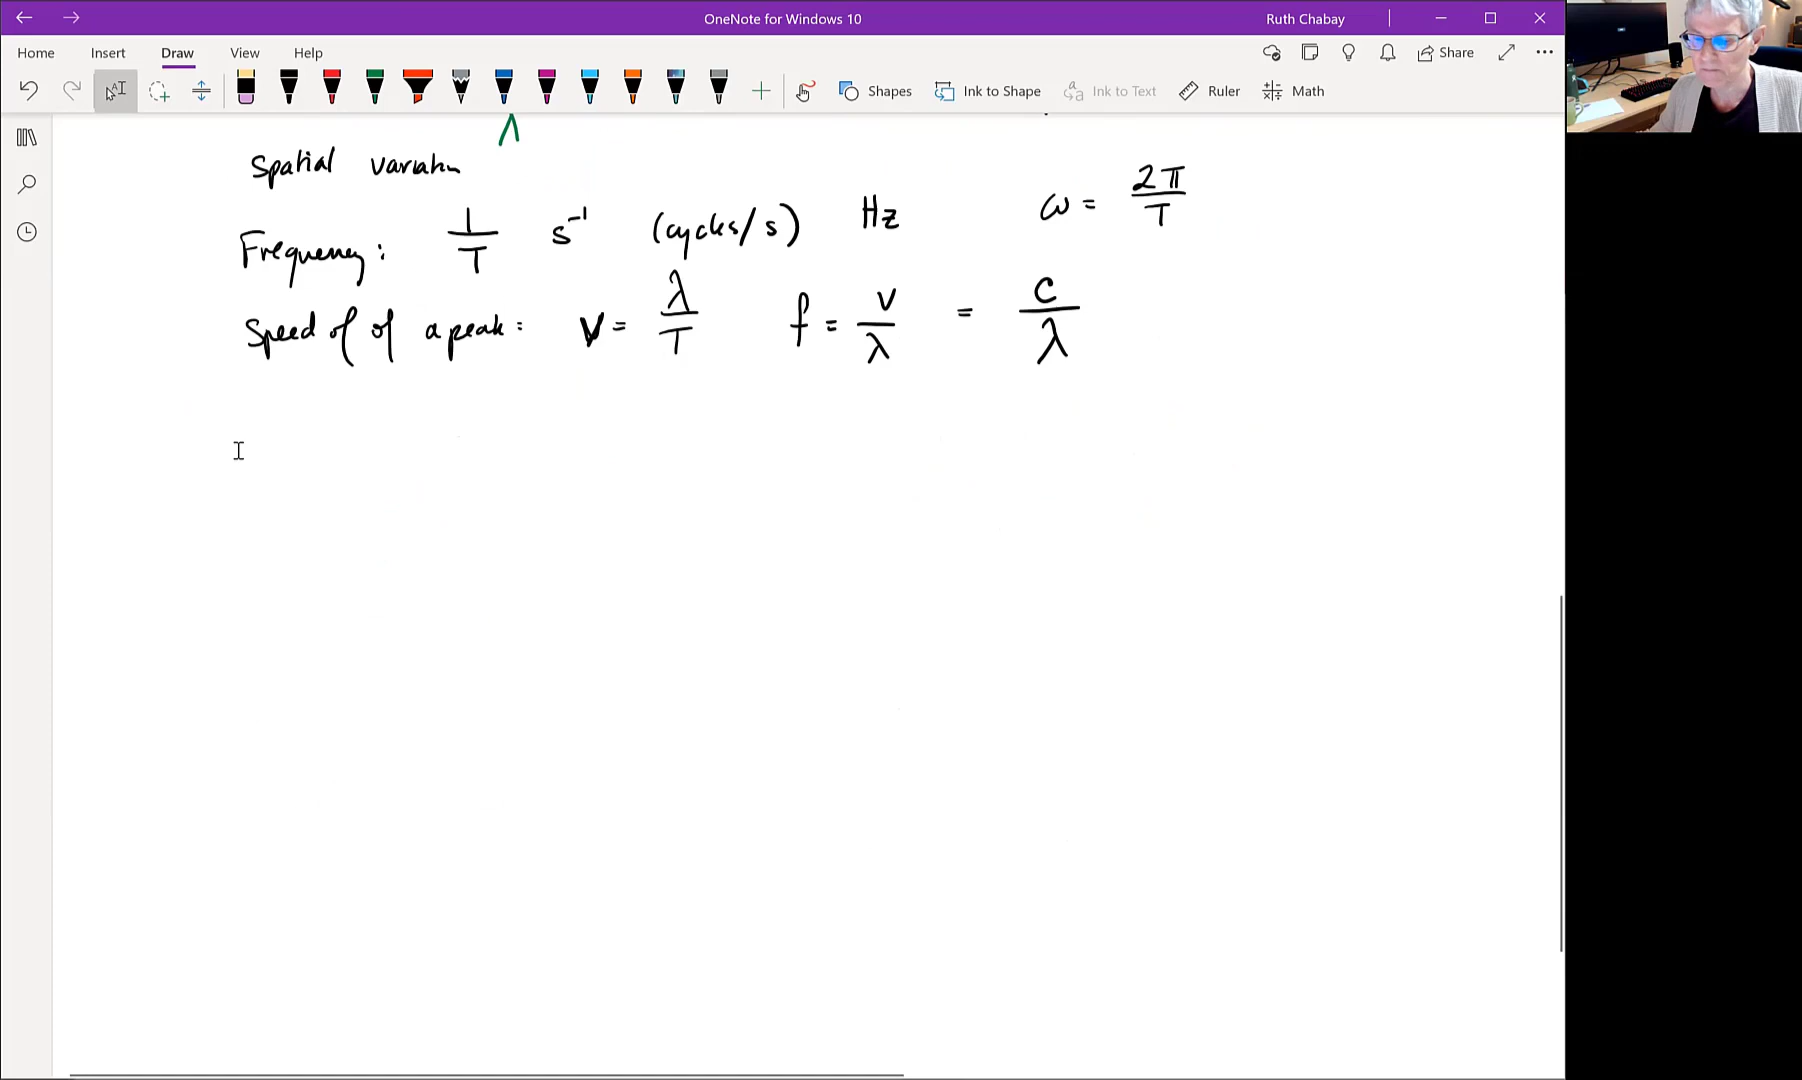 OneNote for Windows 10
Ruth Chabay
Home Insert Draw View Help
Share
Shapes Ink to Shape Ink to Text Ruler Math
λ
Spatial
Frequency: 1/T s⁻¹ (cycles/s) Hz ω = 2π/T
Speed of of a peak: v = λ/T f = v/λ = c/λ